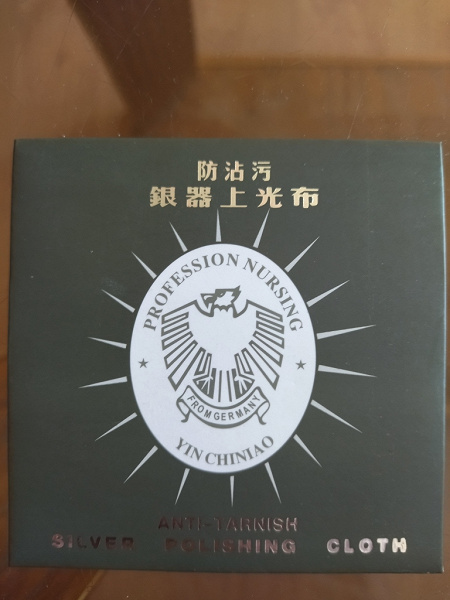 防沾污
銀器上光布
PROFESSION NURSING
FROM GERMANY
YIN CHINIAO
ANTI-TARNISH
SILVER POLISHING CLOTH